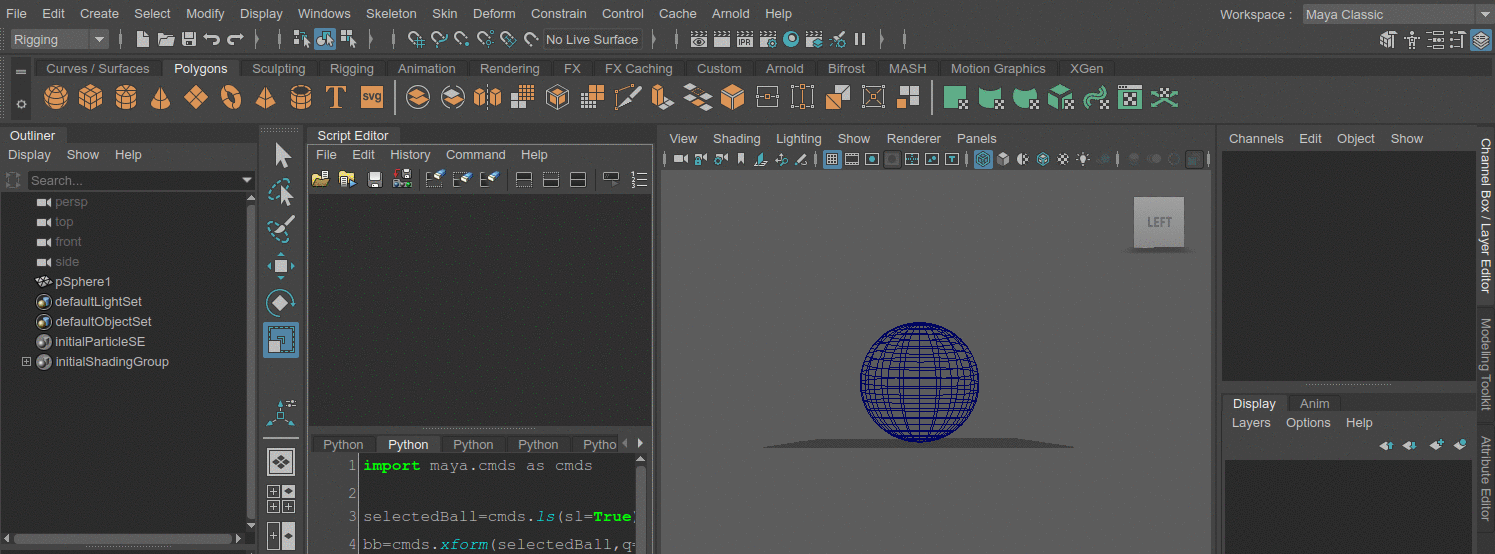 File Edit Create Select Modify Display Windows Skeleton Skin Deform Constrain Control Cache Arnold Help Workspace : Maya Classic
Rigging No Live Surface IPR
Curves / Surfaces Polygons Sculpting Rigging Animation Rendering FX FX Caching Custom Arnold Bifrost MASH Motion Graphics XGen
T SVG
Outliner
Display Show Help
Search...
persp
top
front
side
pSphere1
defaultLightSet
defaultObjectSet
initialParticleSE
initialShadingGroup
Script Editor
File Edit History Command Help
Python Python Python Python Pytho
1 import maya.cmds as cmds
2
3 selectedBall=cmds.ls(sl=True)
4 bb=cmds.xform(selectedBall,q=
View Shading Lighting Show Renderer Panels
LEFT
Channels Edit Object Show
Display Anim
Layers Options Help
Channel Box / Layer Editor
Modeling Toolkit
Attribute Editor